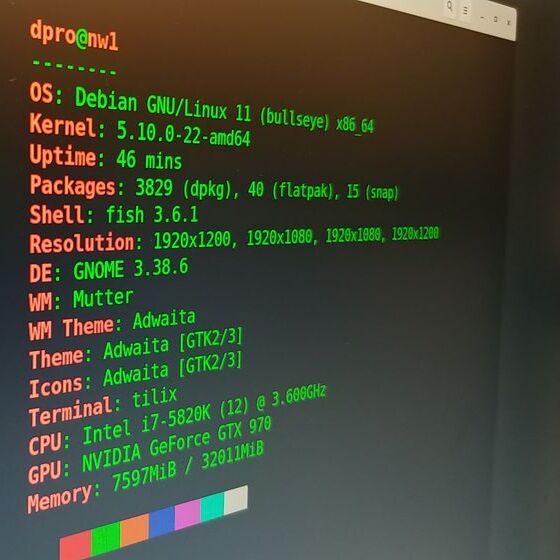 dpro@nw1
--------
OS: Debian GNU/Linux 11 (bullseye) x86_64
Kernel: 5.10.0-22-amd64
Uptime: 46 mins
Packages: 3829 (dpkg), 40 (flatpak), 15 (snap)
Shell: fish 3.6.1
Resolution: 1920x1200, 1920x1080, 1920x1080, 1920x1200
DE: GNOME 3.38.6
WM: Mutter
WM Theme: Adwaita
Theme: Adwaita [GTK2/3]
Icons: Adwaita [GTK2/3]
Terminal: tilix
CPU: Intel i7-5820K (12) @ 3.600GHz
GPU: NVIDIA GeForce GTX 970
Memory: 7597MiB / 32011MiB